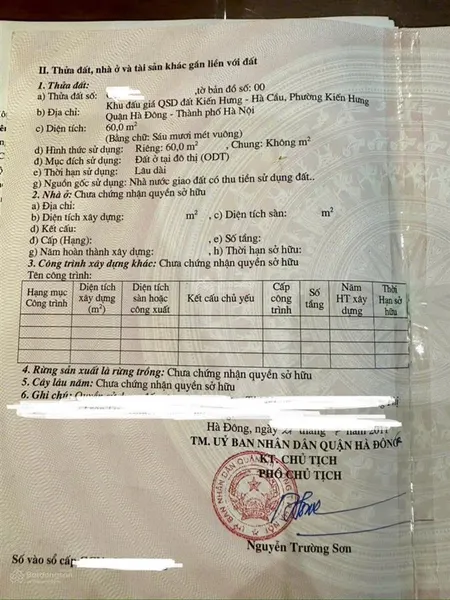 II. Thửa đất, nhà ở và tài sản khác gắn liền với đất
1. Thửa đất:
a) Thửa đất số: , tờ bản đồ số: 00
b) Địa chỉ: Khu đấu giá QSD đất Kiến Hưng - Hà Cầu, Phường Kiến Hưng
Quận Hà Đông - Thành phố Hà Nội
c) Diện tích: 60,0 m²
(Bằng chữ: Sáu mươi mét vuông)
d) Hình thức sử dụng: Riêng: 60,0 m², Chung: Không m²
đ) Mục đích sử dụng: Đất ở tại đô thị (ODT)
e) Thời hạn sử dụng: Lâu dài
g) Nguồn gốc sử dụng: Nhà nước giao đất có thu tiền sử dụng đất..
2. Nhà ở: Chưa chứng nhận quyền sở hữu
a) Địa chỉ:
b) Diện tích xây dựng: m², c) Diện tích sàn: m²
d) Kết cấu:
đ) Cấp (Hạng): , e) Số tầng:
g) Năm hoàn thành xây dựng: , h) Thời hạn sở hữu:
3. Công trình xây dựng khác: Chưa chứng nhận quyền sở hữu
Tên công trình:
Hạng mục Công trình | Diện tích xây dựng (m²) | Diện tích sàn hoặc công xuất | Kết cấu chủ yếu | Cấp công trình | Số tầng | Năm HT xây dựng | Thời Hạn sở hữu
4. Rừng sản xuất là rừng trồng: Chưa chứng nhận quyền sở hữu
5. Cây lâu năm: Chưa chứng nhận quyền sở hữu
6. Ghi chú:
Hà Đông, ngày tháng năm 2011
TM. UỶ BAN NHÂN DÂN QUẬN HÀ ĐÔNG
KT. CHỦ TỊCH
PHÓ CHỦ TỊCH
Nguyễn Trường Sơn
Số vào sổ cấp